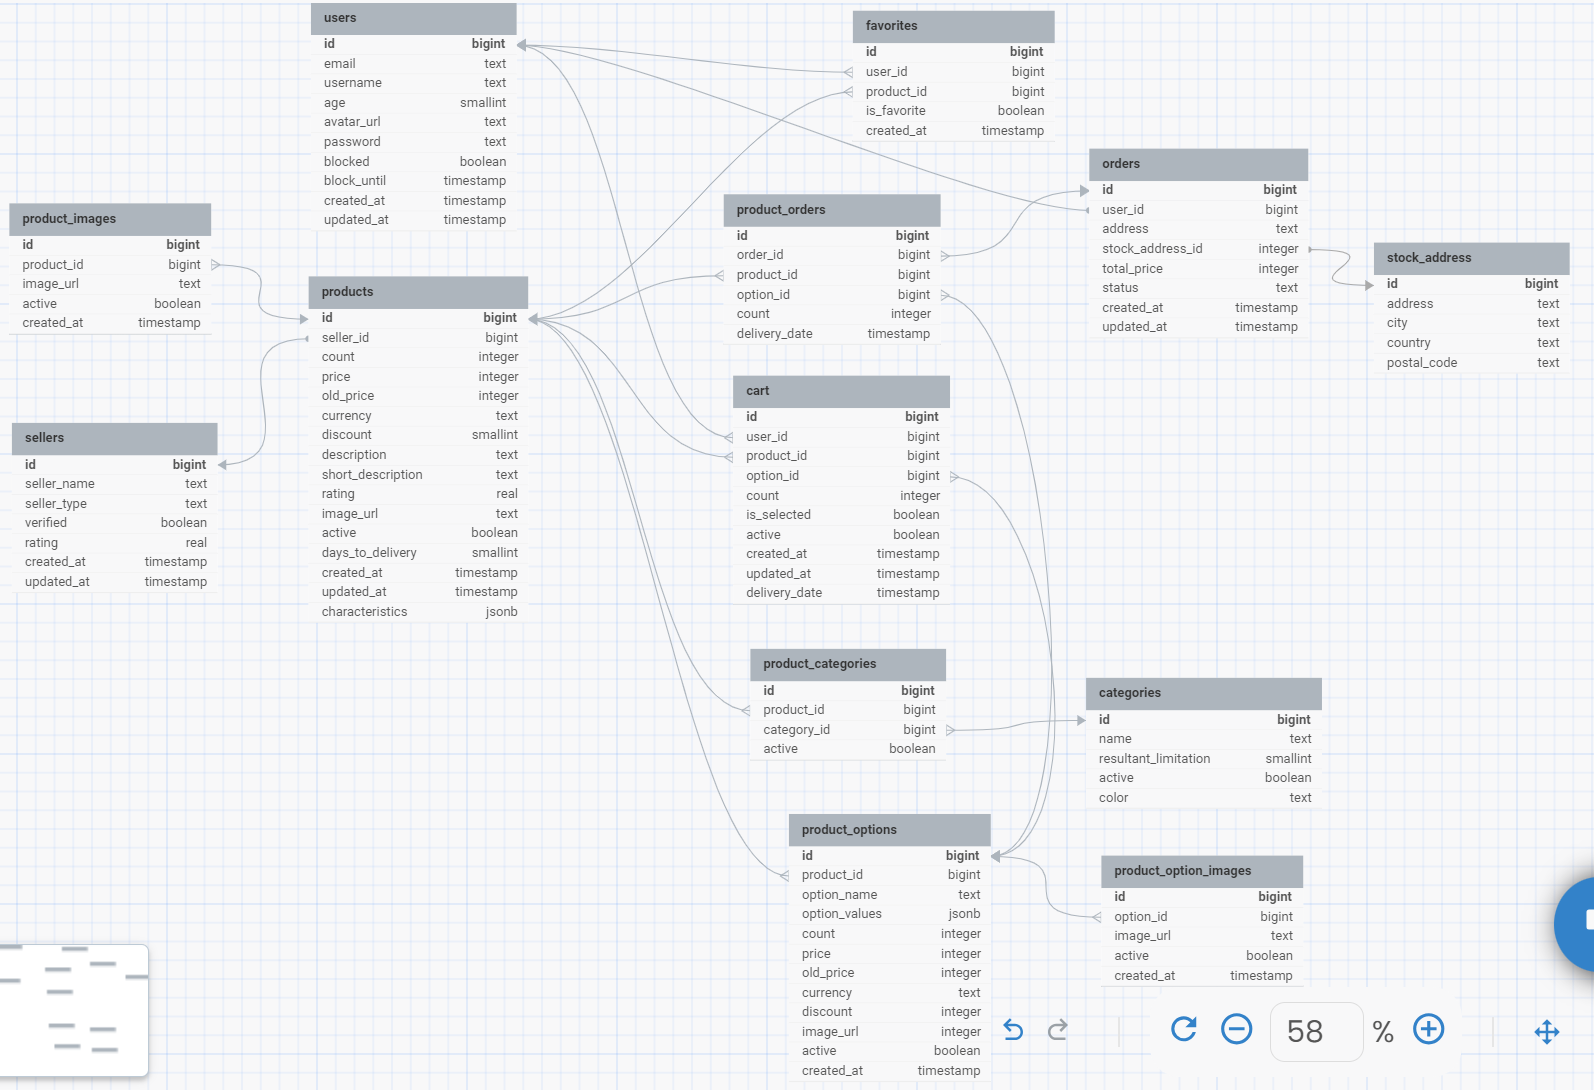 users
id bigint
email text
username text
age smallint
avatar_url text
password text
blocked boolean
block_until timestamp
created_at timestamp
updated_at timestamp
favorites
id bigint
user_id bigint
product_id bigint
is_favorite boolean
created_at timestamp
orders
id bigint
user_id bigint
address text
stock_address_id integer
total_price integer
status text
created_at timestamp
updated_at timestamp
product_images
id bigint
product_id bigint
image_url text
active boolean
created_at timestamp
product_orders
id bigint
order_id bigint
product_id bigint
option_id bigint
count integer
delivery_date timestamp
stock_address
id bigint
address text
city text
country text
postal_code text
products
id bigint
seller_id bigint
count integer
price integer
old_price integer
currency text
discount smallint
description text
short_description text
rating real
image_url text
active boolean
days_to_delivery smallint
created_at timestamp
updated_at timestamp
characteristics jsonb
cart
id bigint
user_id bigint
product_id bigint
option_id bigint
count integer
is_selected boolean
active boolean
created_at timestamp
updated_at timestamp
delivery_date timestamp
sellers
id bigint
seller_name text
seller_type text
verified boolean
rating real
created_at timestamp
updated_at timestamp
product_categories
id bigint
product_id bigint
category_id bigint
active boolean
categories
id bigint
name text
resultant_limitation smallint
active boolean
color text
product_options
id bigint
product_id bigint
option_name text
option_values jsonb
count integer
price integer
old_price integer
currency text
discount integer
image_url integer
active boolean
created_at timestamp
product_option_images
id bigint
option_id bigint
image_url text
active boolean
created_at timestamp
58 %